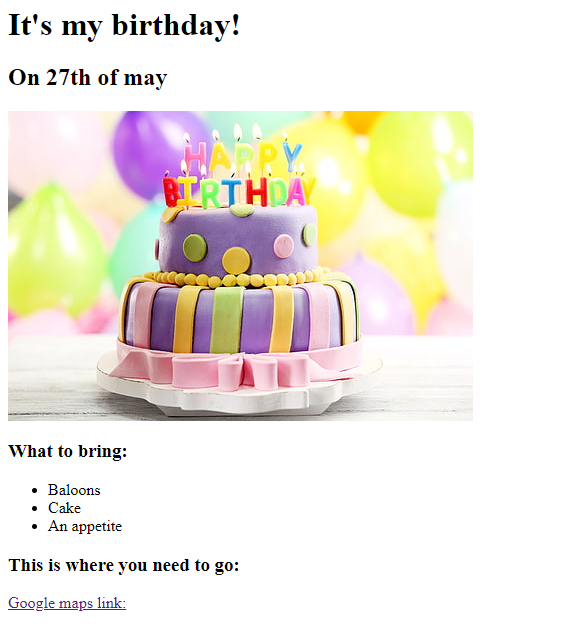 It's my birthday!
On 27th of may
HAPPY
BIRTHDAY
What to bring:
Baloons
Cake
An appetite
This is where you need to go:
Google maps link: